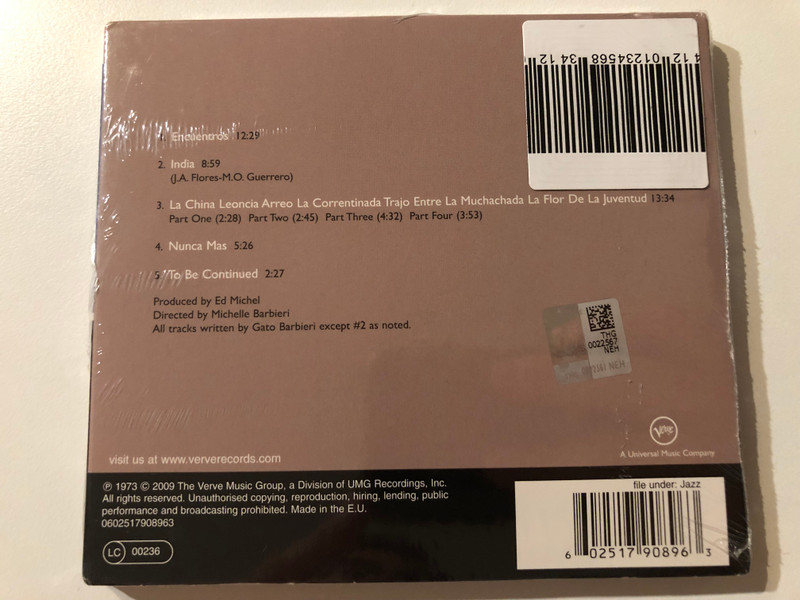 4 12 01234568 34 12
1. Encuentros 12:29
2. India 8:59
(J.A. Flores-M.O. Guerrero)
3. La China Leoncia Arreo La Correntinada Trajo Entre La Muchachada La Flor De La Juventud 13:34
Part One (2:28) Part Two (2:45) Part Three (4:32) Part Four (3:53)
4. Nunca Mas 5:26
5. To Be Continued 2:27
Produced by Ed Michel
Directed by Michelle Barbieri
All tracks written by Gato Barbieri except #2 as noted.
THG
0022567
NEH
Verve
visit us at www.ververecords.com
A Universal Music Company
℗ 1973 © 2009 The Verve Music Group, a Division of UMG Recordings, Inc.
All rights reserved. Unauthorised copying, reproduction, hiring, lending, public
performance and broadcasting prohibited. Made in the E.U.
0602517908963
LC 00236
file under: Jazz
6 02517 90896 3